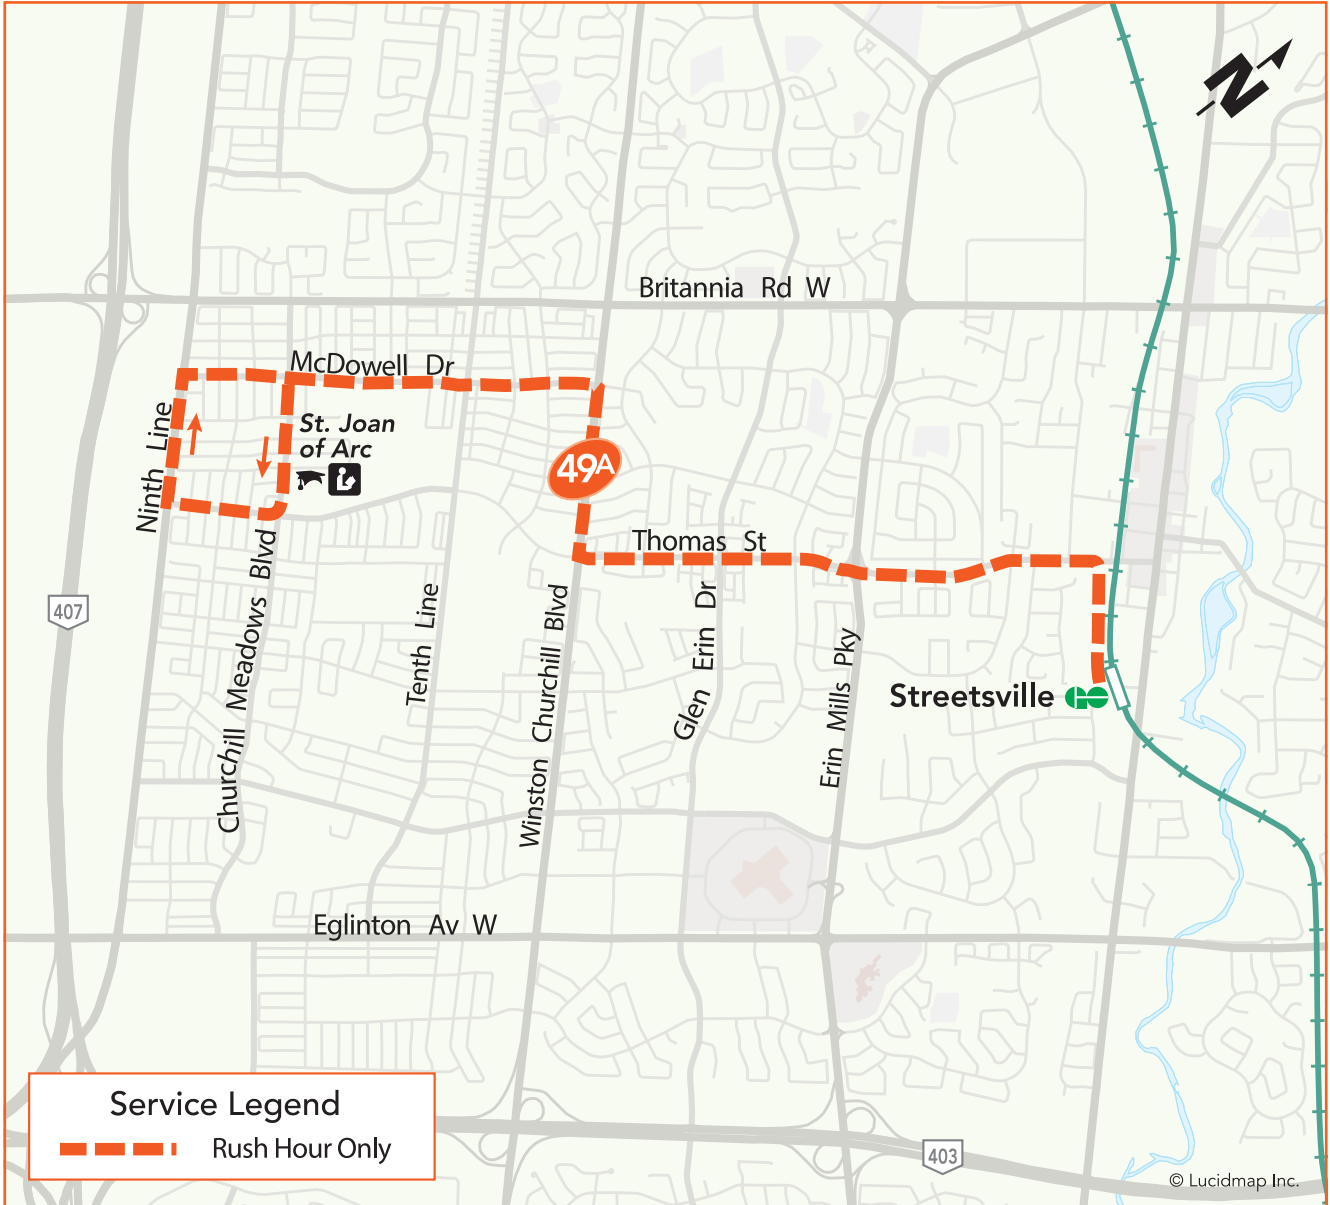 N
Britannia Rd W
McDowell Dr
St. Joan
of Arc
Ninth Line
49A
Thomas St
Churchill Meadows Blvd
Tenth Line
Winston Churchill Blvd
Glen Erin Dr
Erin Mills Pky
407
Streetsville
GO
Eglinton Av W
Service Legend
Rush Hour Only
403
© Lucidmap Inc.